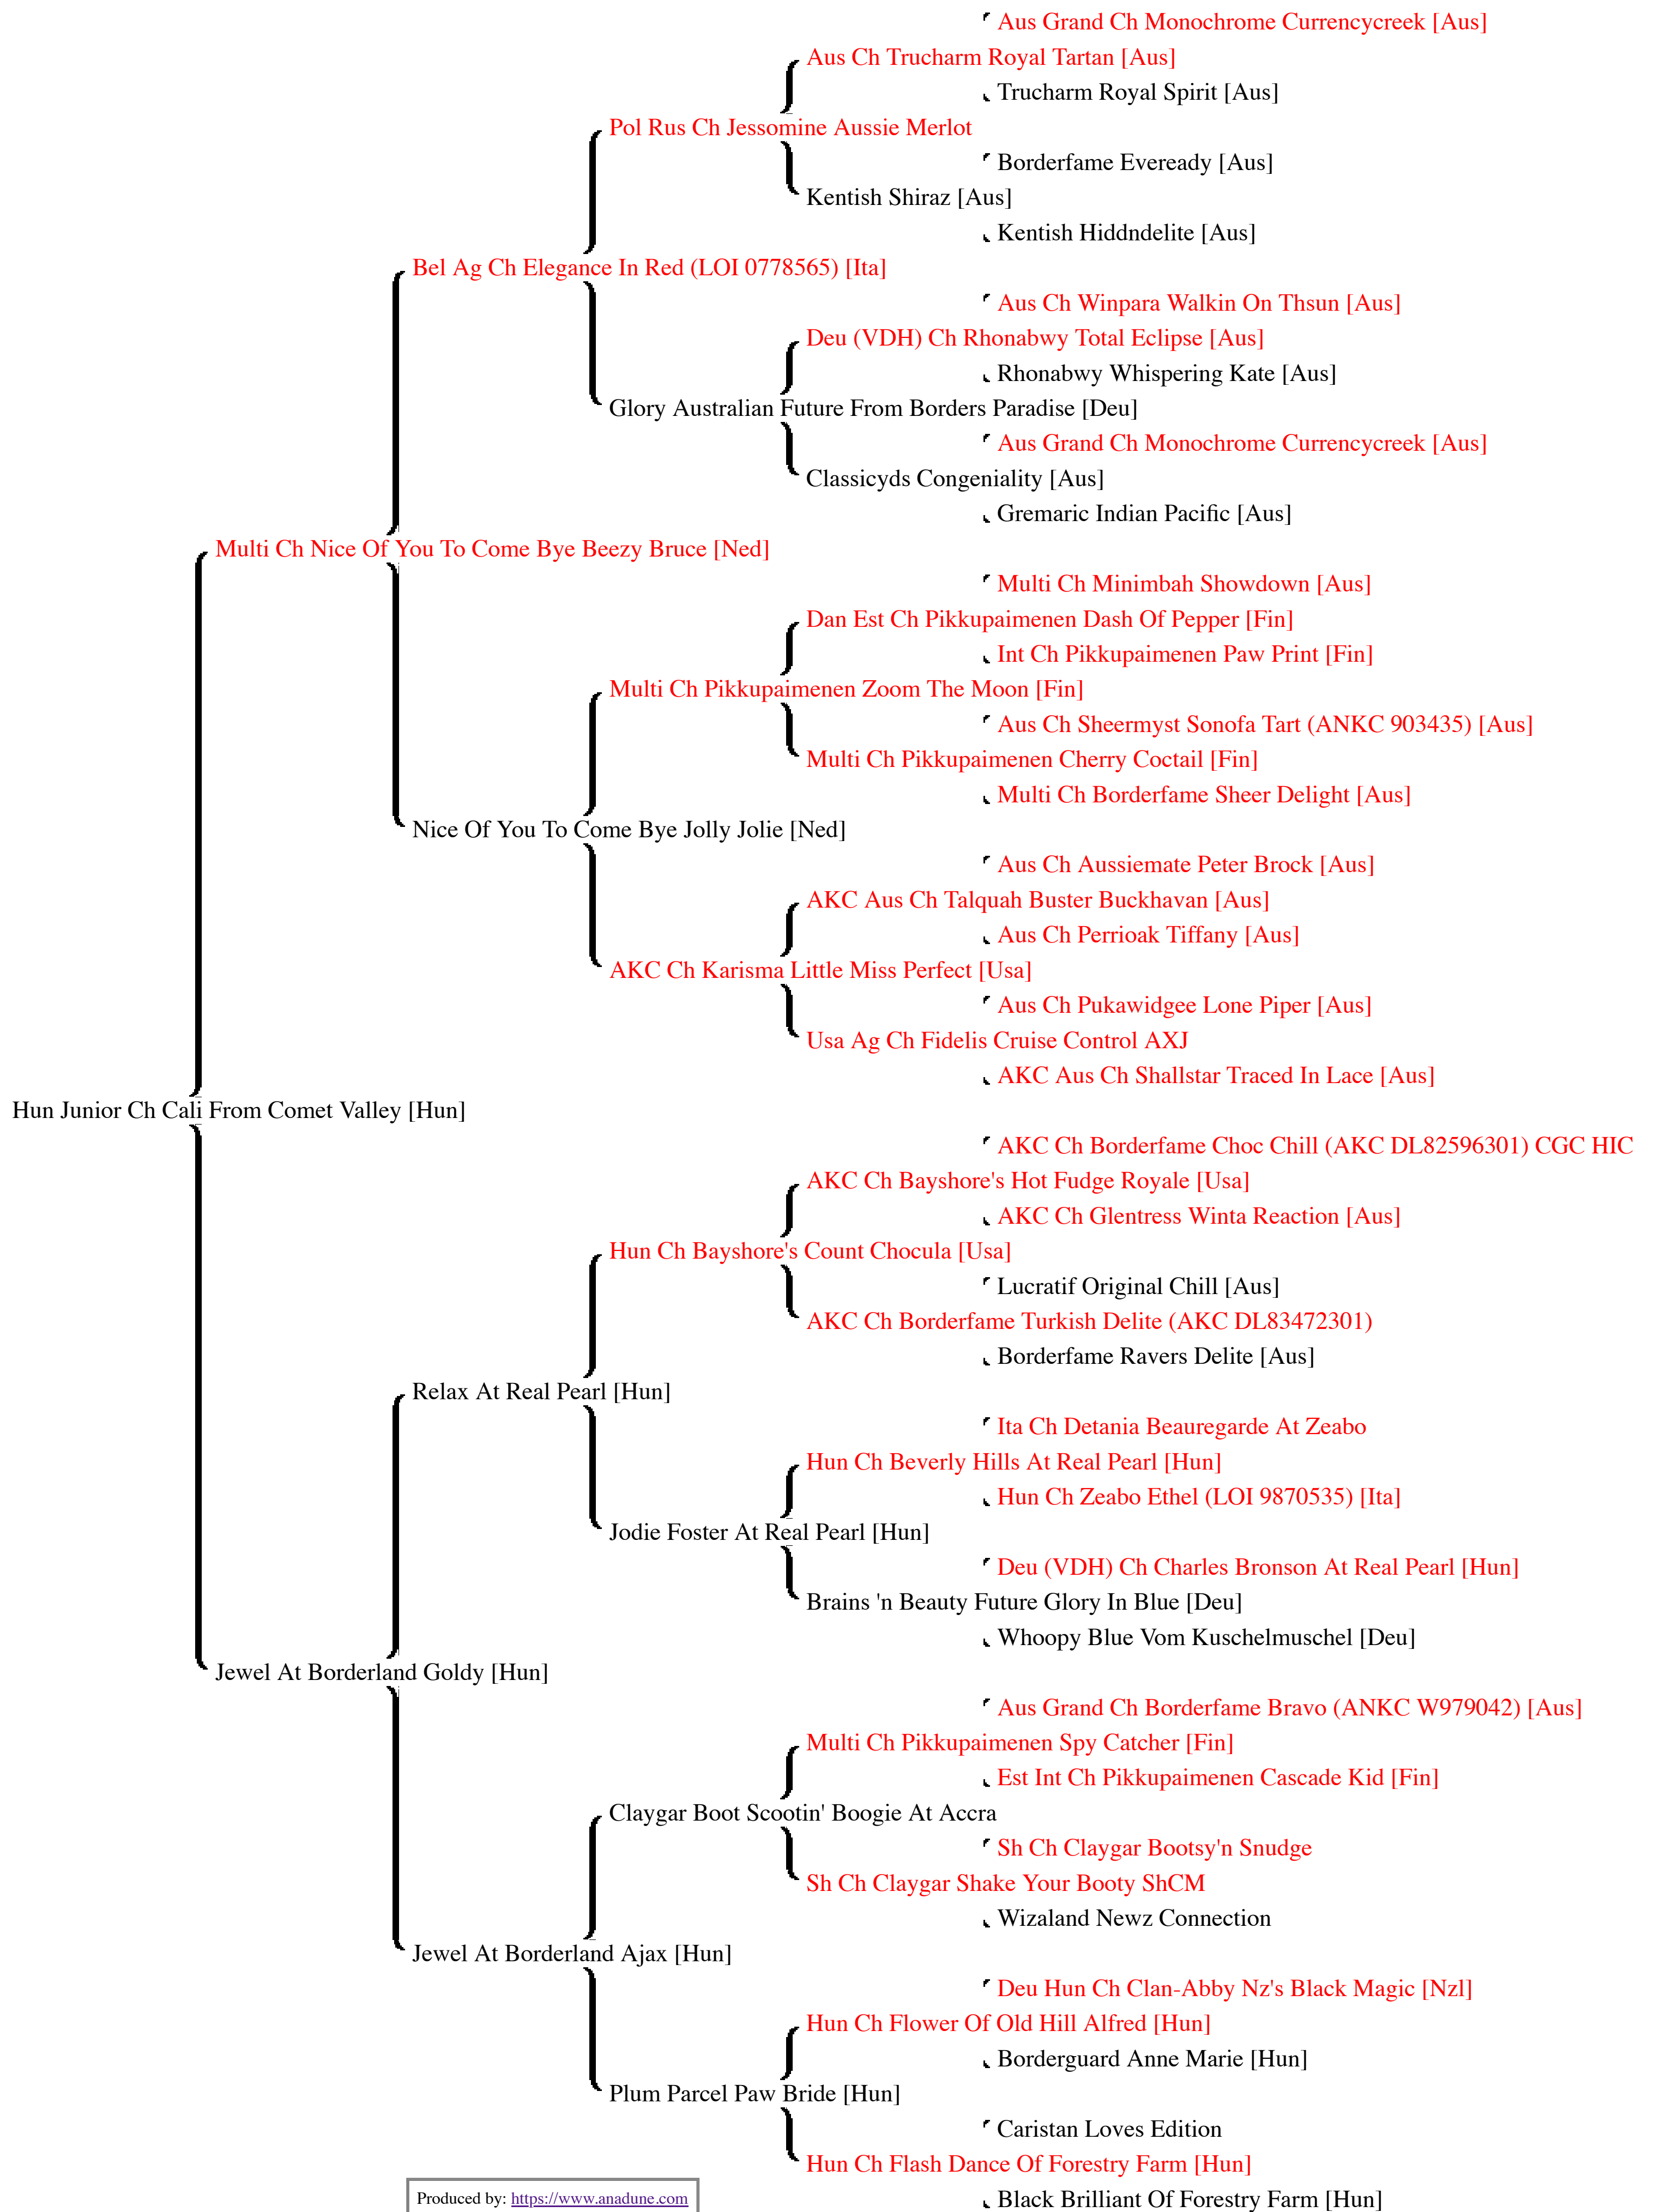 Aus Grand Ch Monochrome Currencycreek [Aus]
Aus Ch Trucharm Royal Tartan [Aus]
Trucharm Royal Spirit [Aus]
Pol Rus Ch Jessomine Aussie Merlot
Borderfame Eveready [Aus]
Kentish Shiraz [Aus]
Kentish Hiddndelite [Aus]
Bel Ag Ch Elegance In Red (LOI 0778565) [Ita]
Aus Ch Winpara Walkin On Thsun [Aus]
Deu (VDH) Ch Rhonabwy Total Eclipse [Aus]
Rhonabwy Whispering Kate [Aus]
Glory Australian Future From Borders Paradise [Deu]
Aus Grand Ch Monochrome Currencycreek [Aus]
Classicyds Congeniality [Aus]
Gremaric Indian Pacific [Aus]
Multi Ch Nice Of You To Come Bye Beezy Bruce [Ned]
Multi Ch Minimbah Showdown [Aus]
Dan Est Ch Pikkupaimenen Dash Of Pepper [Fin]
Int Ch Pikkupaimenen Paw Print [Fin]
Multi Ch Pikkupaimenen Zoom The Moon [Fin]
Aus Ch Sheermyst Sonofa Tart (ANKC 903435) [Aus]
Multi Ch Pikkupaimenen Cherry Coctail [Fin]
Multi Ch Borderfame Sheer Delight [Aus]
Nice Of You To Come Bye Jolly Jolie [Ned]
Aus Ch Aussiemate Peter Brock [Aus]
AKC Aus Ch Talquah Buster Buckhavan [Aus]
Aus Ch Perrioak Tiffany [Aus]
AKC Ch Karisma Little Miss Perfect [Usa]
Aus Ch Pukawidgee Lone Piper [Aus]
Usa Ag Ch Fidelis Cruise Control AXJ
AKC Aus Ch Shallstar Traced In Lace [Aus]
Hun Junior Ch Cali From Comet Valley [Hun]
AKC Ch Borderfame Choc Chill (AKC DL82596301) CGC HIC
AKC Ch Bayshore's Hot Fudge Royale [Usa]
AKC Ch Glentress Winta Reaction [Aus]
Hun Ch Bayshore's Count Chocula [Usa]
Lucratif Original Chill [Aus]
AKC Ch Borderfame Turkish Delite (AKC DL83472301)
Borderfame Ravers Delite [Aus]
Relax At Real Pearl [Hun]
Ita Ch Detania Beauregarde At Zeabo
Hun Ch Beverly Hills At Real Pearl [Hun]
Hun Ch Zeabo Ethel (LOI 9870535) [Ita]
Jodie Foster At Real Pearl [Hun]
Deu (VDH) Ch Charles Bronson At Real Pearl [Hun]
Brains 'n Beauty Future Glory In Blue [Deu]
Whoopy Blue Vom Kuschelmuschel [Deu]
Jewel At Borderland Goldy [Hun]
Aus Grand Ch Borderfame Bravo (ANKC W979042) [Aus]
Multi Ch Pikkupaimenen Spy Catcher [Fin]
Est Int Ch Pikkupaimenen Cascade Kid [Fin]
Claygar Boot Scootin' Boogie At Accra
Sh Ch Claygar Bootsy'n Snudge
Sh Ch Claygar Shake Your Booty ShCM
Wizaland Newz Connection
Jewel At Borderland Ajax [Hun]
Deu Hun Ch Clan-Abby Nz's Black Magic [Nzl]
Hun Ch Flower Of Old Hill Alfred [Hun]
Borderguard Anne Marie [Hun]
Plum Parcel Paw Bride [Hun]
Caristan Loves Edition
Hun Ch Flash Dance Of Forestry Farm [Hun]
Black Brilliant Of Forestry Farm [Hun]
Produced by: https://www.anadune.com